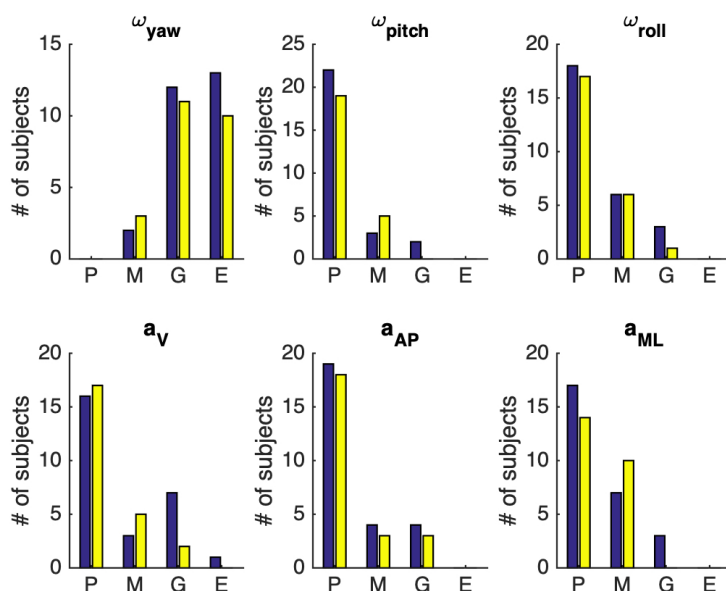 ωyaw
15
10
5
0
# of subjects
P M G E
ωpitch
25
20
15
10
5
0
# of subjects
P M G E
ωroll
20
15
10
5
0
# of subjects
P M G E
aV
20
15
10
5
0
# of subjects
P M G E
aAP
20
15
10
5
0
# of subjects
P M G E
aML
20
15
10
5
0
# of subjects
P M G E